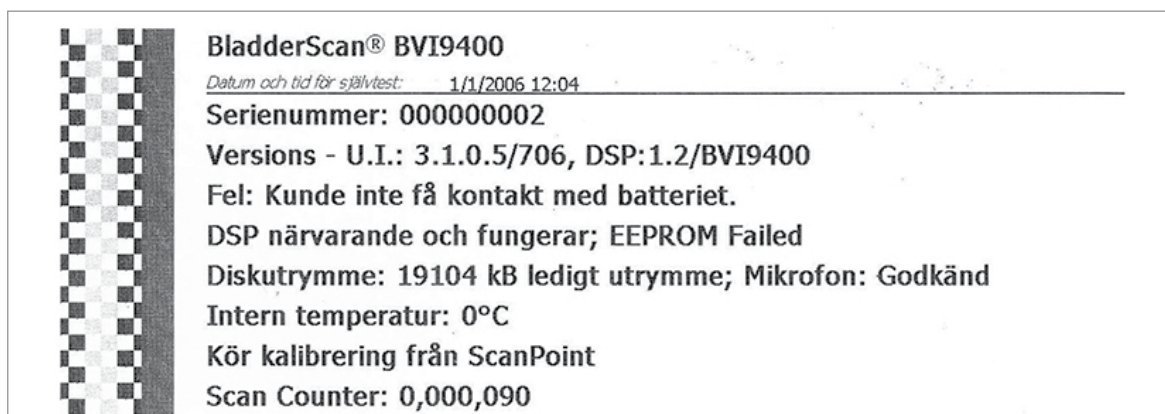 BladderScan® BVI9400
Datum och tid för självtest: 1/1/2006 12:04
Serienummer: 000000002
Versions - U.I.: 3.1.0.5/706, DSP:1.2/BVI9400
Fel: Kunde inte få kontakt med batteriet.
DSP närvarande och fungerar; EEPROM Failed
Diskutrymme: 19104 kB ledigt utrymme; Mikrofon: Godkänd
Intern temperatur: 0°C
Kör kalibrering från ScanPoint
Scan Counter: 0,000,090